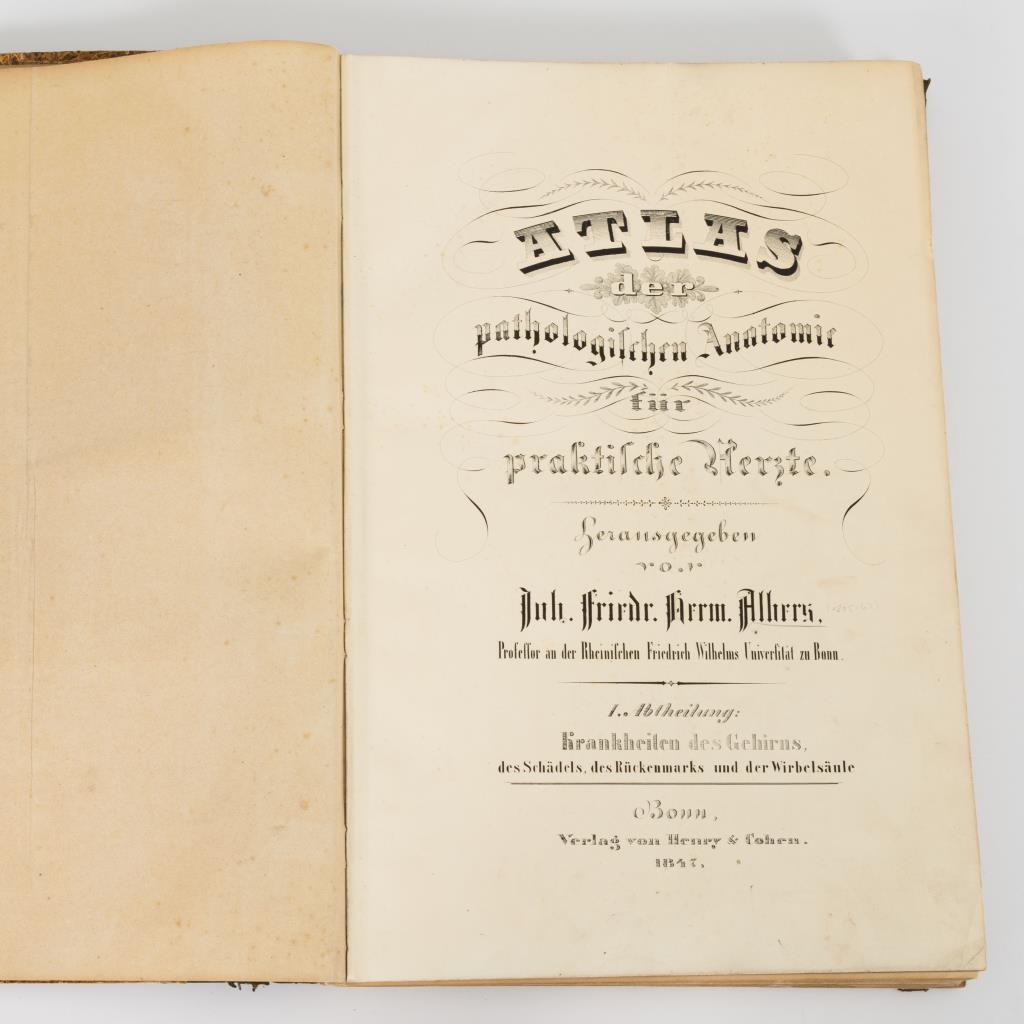 ATLAS
der
pathologiſchen Anatomie
für
praktiſche Aerzte.
Herausgegeben
von
Joh. Friedr. Herm. Albers,
Profeſſor an der Rheiniſchen Friedrich Wilhelms Univerſität zu Bonn.
I. Abtheilung:
Krankheiten des Gehirns,
des Schädels, des Rückenmarks und der Wirbelsäule
Bonn,
Verlag von Henry & Cohen.
1847.